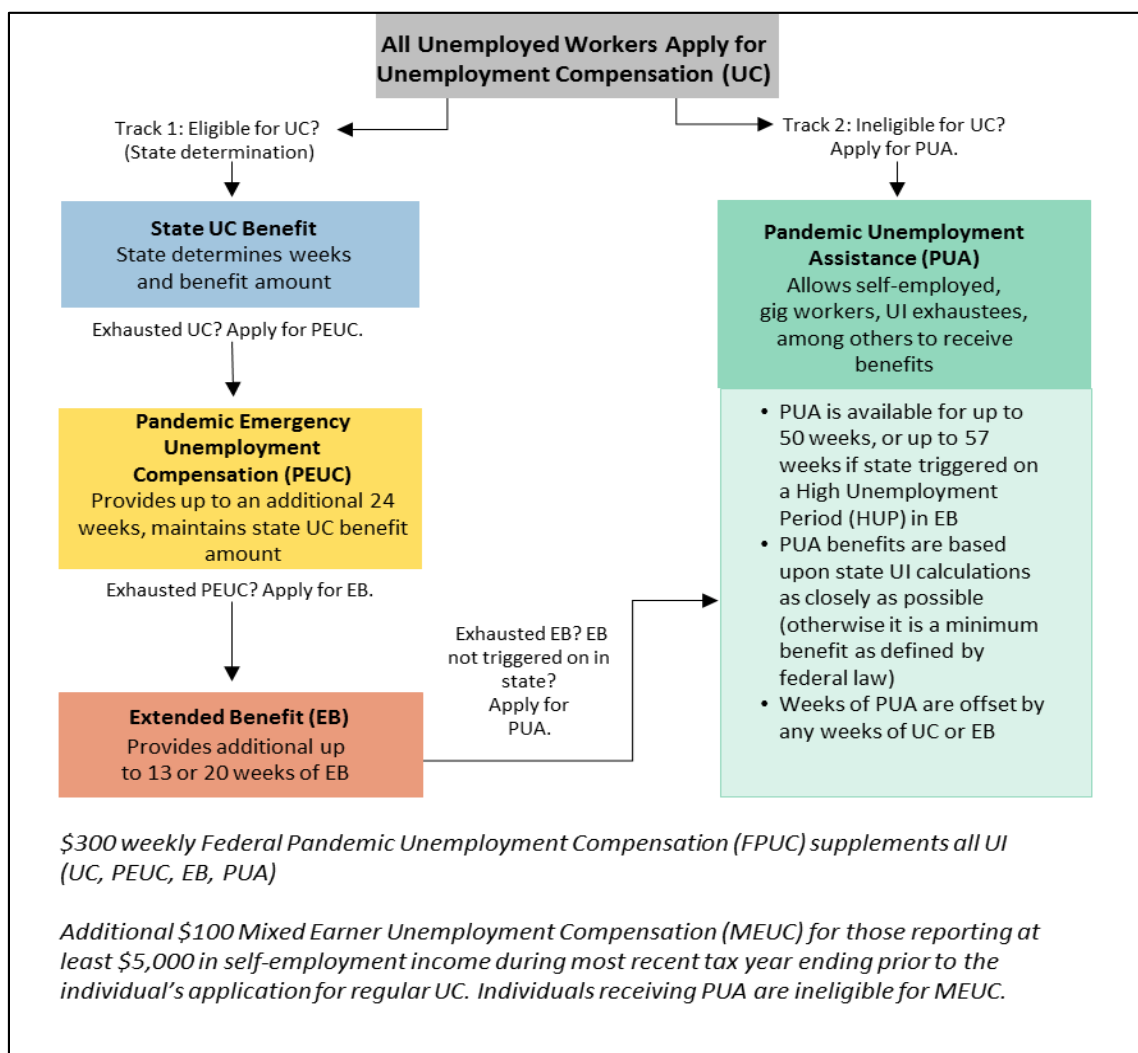 All Unemployed Workers Apply for
Unemployment Compensation (UC)
Track 1: Eligible for UC?
(State determination)
Track 2: Ineligible for UC?
Apply for PUA.
State UC Benefit
State determines weeks
and benefit amount
Exhausted UC? Apply for PEUC.
Pandemic Emergency
Unemployment
Compensation (PEUC)
Provides up to an additional 24
weeks, maintains state UC benefit
amount
Exhausted PEUC? Apply for EB.
Extended Benefit (EB)
Provides additional up
to 13 or 20 weeks of EB
Exhausted EB? EB
not triggered on in
state?
Apply for
PUA.
Pandemic Unemployment
Assistance (PUA)
Allows self-employed,
gig workers, UI exhaustees,
among others to receive
benefits
• PUA is available for up to
50 weeks, or up to 57
weeks if state triggered on
a High Unemployment
Period (HUP) in EB
• PUA benefits are based
upon state UI calculations
as closely as possible
(otherwise it is a minimum
benefit as defined by
federal law)
• Weeks of PUA are offset by
any weeks of UC or EB
$300 weekly Federal Pandemic Unemployment Compensation (FPUC) supplements all UI
(UC, PEUC, EB, PUA)
Additional $100 Mixed Earner Unemployment Compensation (MEUC) for those reporting at
least $5,000 in self-employment income during most recent tax year ending prior to the
individual's application for regular UC. Individuals receiving PUA are ineligible for MEUC.